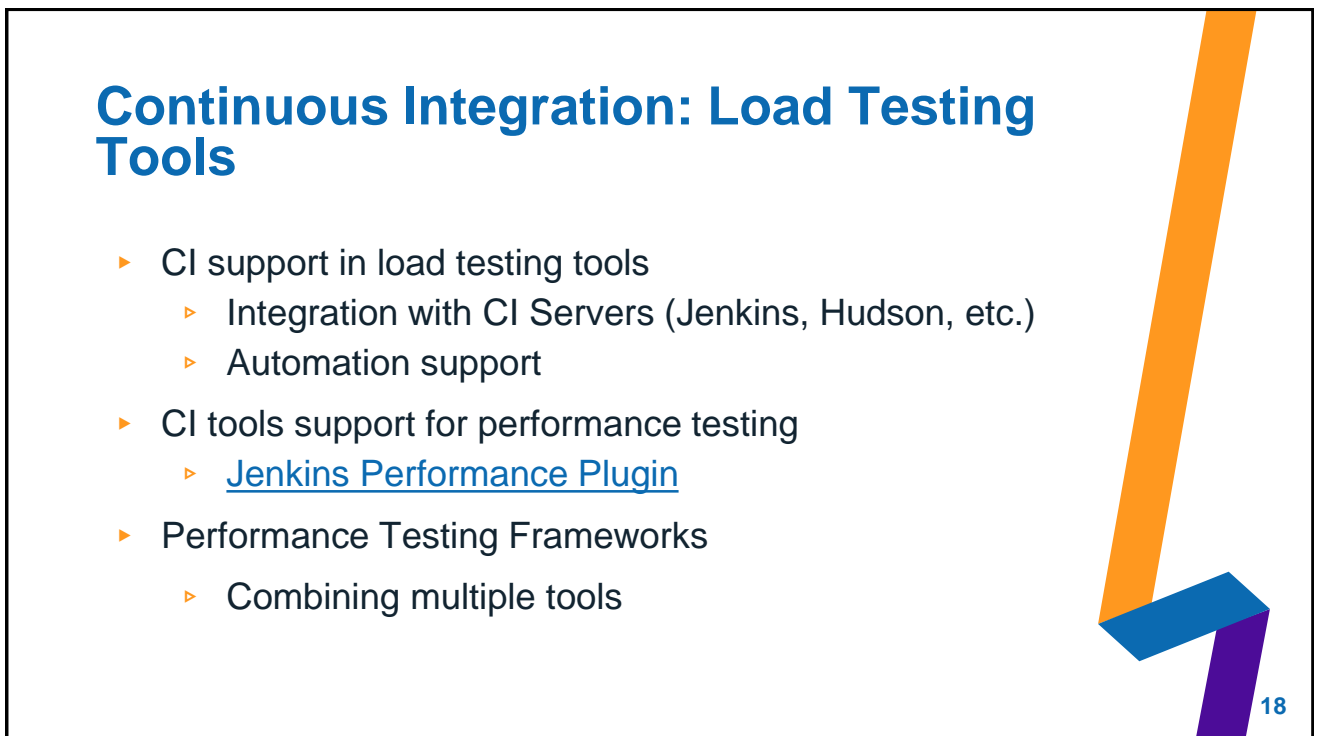 Continuous Integration: Load Testing
Tools
CI support in load testing tools
Integration with CI Servers (Jenkins, Hudson, etc.)
Automation support
CI tools support for performance testing
Jenkins Performance Plugin
Performance Testing Frameworks
Combining multiple tools
18